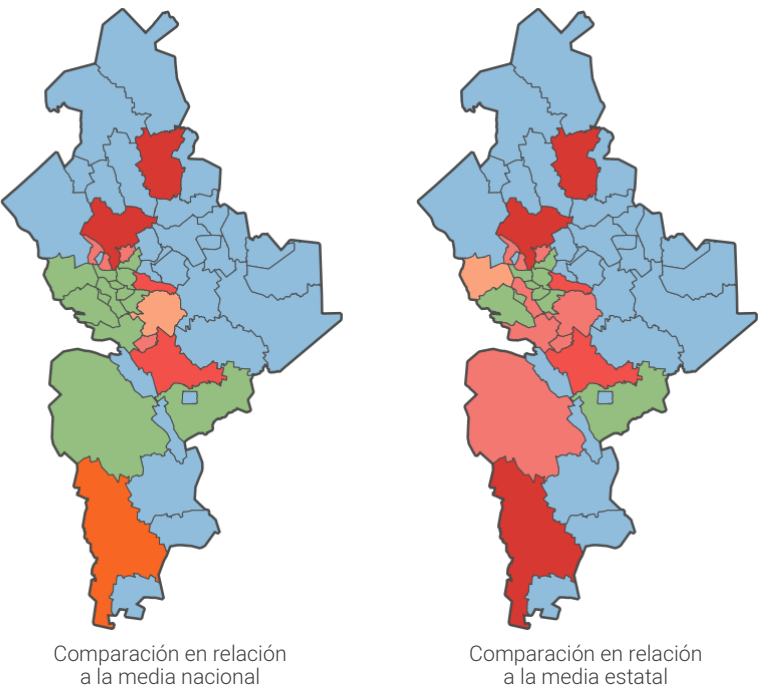 Comparación en relación
a la media nacional
Comparación en relación
a la media estatal